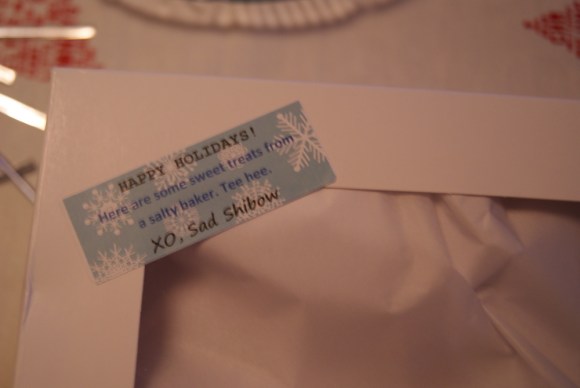 HAPPY HOLIDAYS!
Here are some sweet treats from
a salty baker. Tee hee.
XO, Sad Shibow